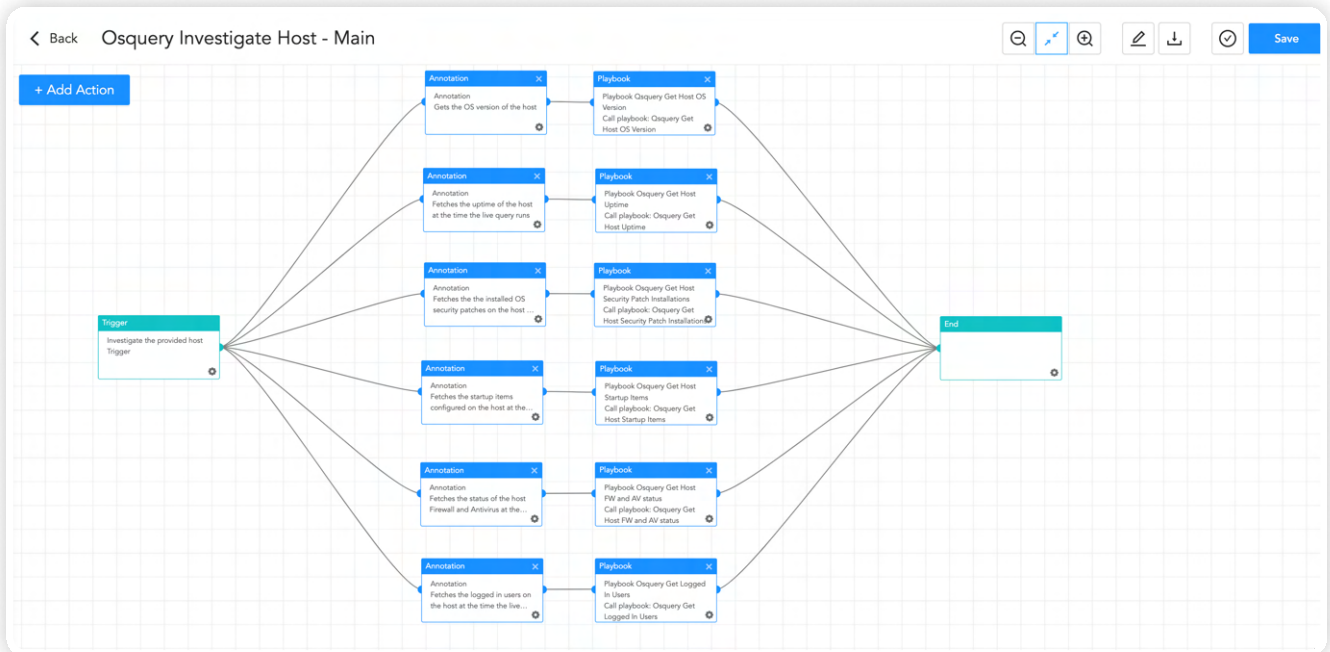 Back
Osquery Investigate Host - Main
Save
+ Add Action
Annotation
Annotation
Gets the OS version of the host
Playbook
Playbook Qsquery Get Host OS
Version
Call playbook: Qsquery Get
Host OS Version
Annotation
Annotation
Fetches the uptime of the host
at the time the live query runs
Playbook
Playbook Osquery Get Host
Uptime
Call playbook: Osquery Get
Host Uptime
Annotation
Annotation
Fetches the the installed OS
security patches on the host ...
Playbook
Playbook Osquery Get Host
Security Patch Installations
Call playbook: Osquery Get
Host Security Patch Installations
Trigger
Investigate the provided host
Trigger
End
Annotation
Annotation
Fetches the startup items
configured on the host at the...
Playbook
Playbook Osquery Get Host
Startup Items
Call playbook: Osquery Get
Host Startup Items
Annotation
Annotation
Fetches the status of the host
Firewall and Antivirus at the...
Playbook
Playbook Osquery Get Host
FW and AV status
Call playbook: Osquery Get
Host FW and AV status
Annotation
Annotation
Fetches the logged in users on
the host at the time the live...
Playbook
Playbook Osquery Get Logged
In Users
Call playbook: Osquery Get
Logged In Users